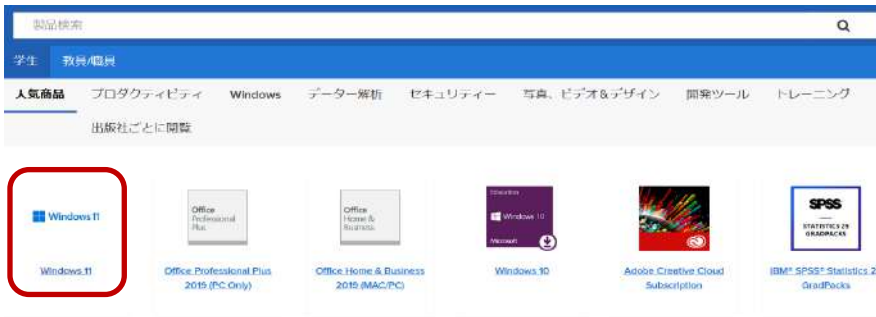 製品検索
学生 教員/職員
人気商品 プロダクティビティ Windows データー解析 セキュリティー 写真、ビデオ&デザイン 開発ツール トレーニング
出版社ごとに閲覧
Windows 11
Office
Professional
Plus
Office
Home &
Business
Education
Windows 10
Microsoft
SPSS
STATISTICS 29
GRADPACKS
Windows 11
Office Professional Plus
2019 (PC Only)
Office Home & Business
2019 (MAC/PC)
Windows 10
Adobe Creative Cloud
Subscription
IBM® SPSS® Statistics 2
GradPacks